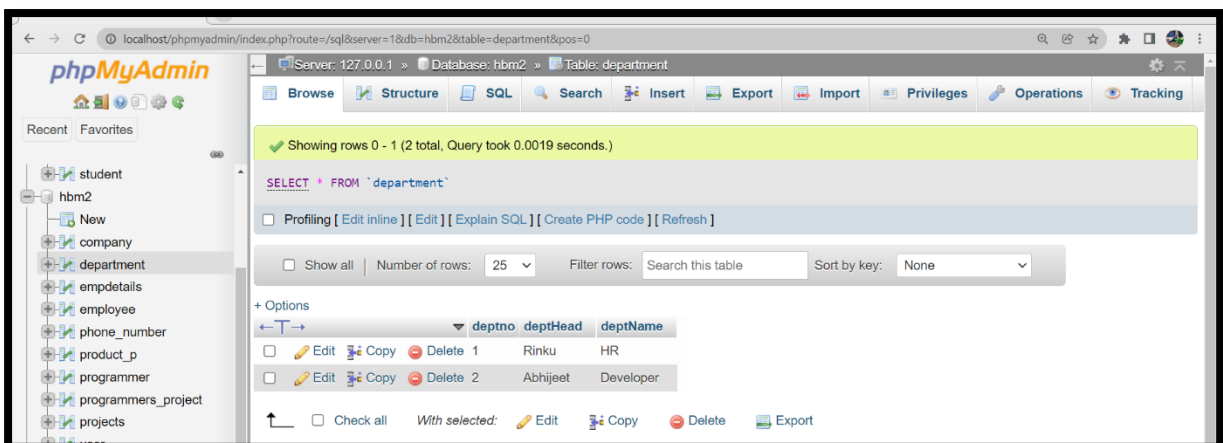 localhost/phpmyadmin/index.php?route=/sql&server=1&db=hbm2&table=department&pos=0
phpMyAdmin
Recent Favorites
student
hbm2
New
company
department
empdetails
employee
phone_number
product_p
programmer
programmers_project
projects
Server: 127.0.0.1 » Database: hbm2 » Table: department
Browse Structure SQL Search Insert Export Import Privileges Operations Tracking
Showing rows 0 - 1 (2 total, Query took 0.0019 seconds.)
SELECT * FROM `department`
Profiling [ Edit inline ] [ Edit ] [ Explain SQL ] [ Create PHP code ] [ Refresh ]
Show all | Number of rows: 25 Filter rows: Search this table Sort by key: None
+ Options
←T→ deptno deptHead deptName
Edit Copy Delete 1 Rinku HR
Edit Copy Delete 2 Abhijeet Developer
Check all With selected: Edit Copy Delete Export